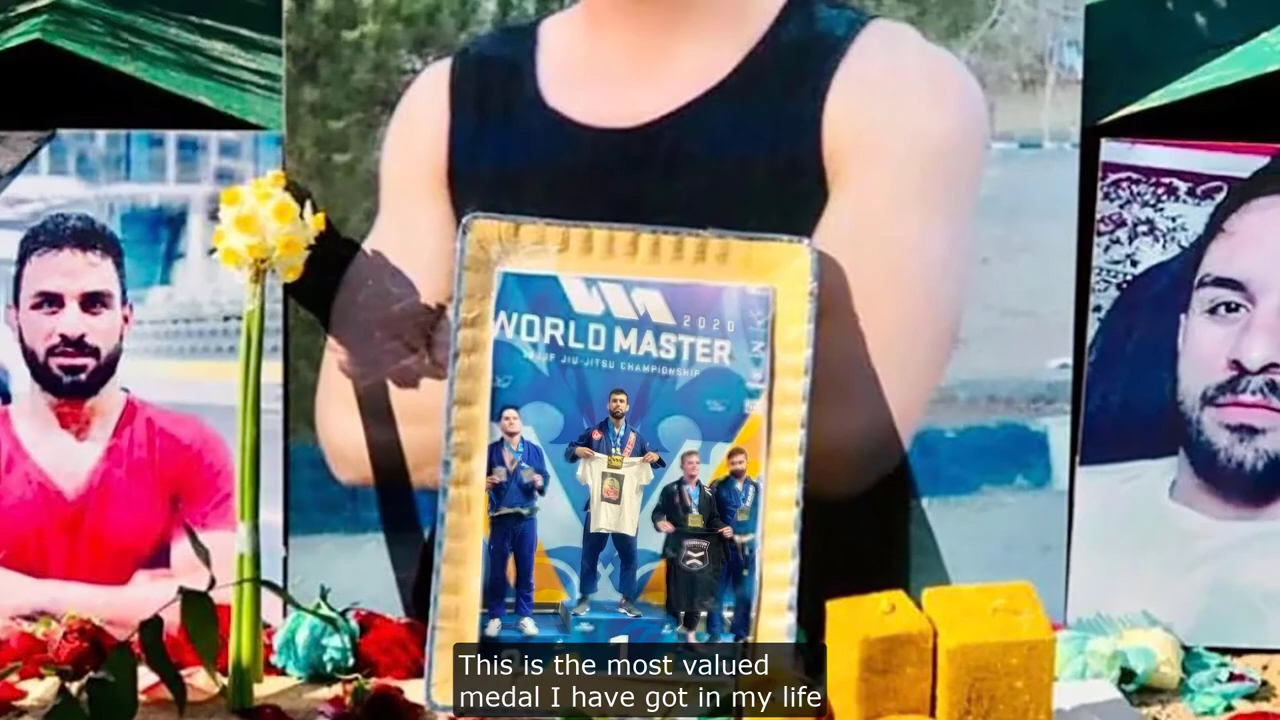 2020
WORLD MASTER
JIU-JITSU CHAMPIONSHIP
This is the most valued
medal I have got in my life